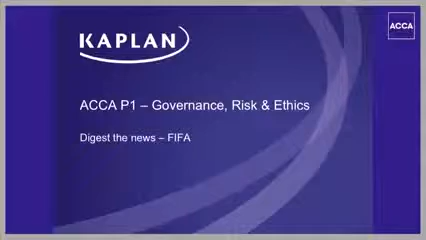 KAPLAN
ACCA
ACCA P1 – Governance, Risk & Ethics
Digest the news – FIFA